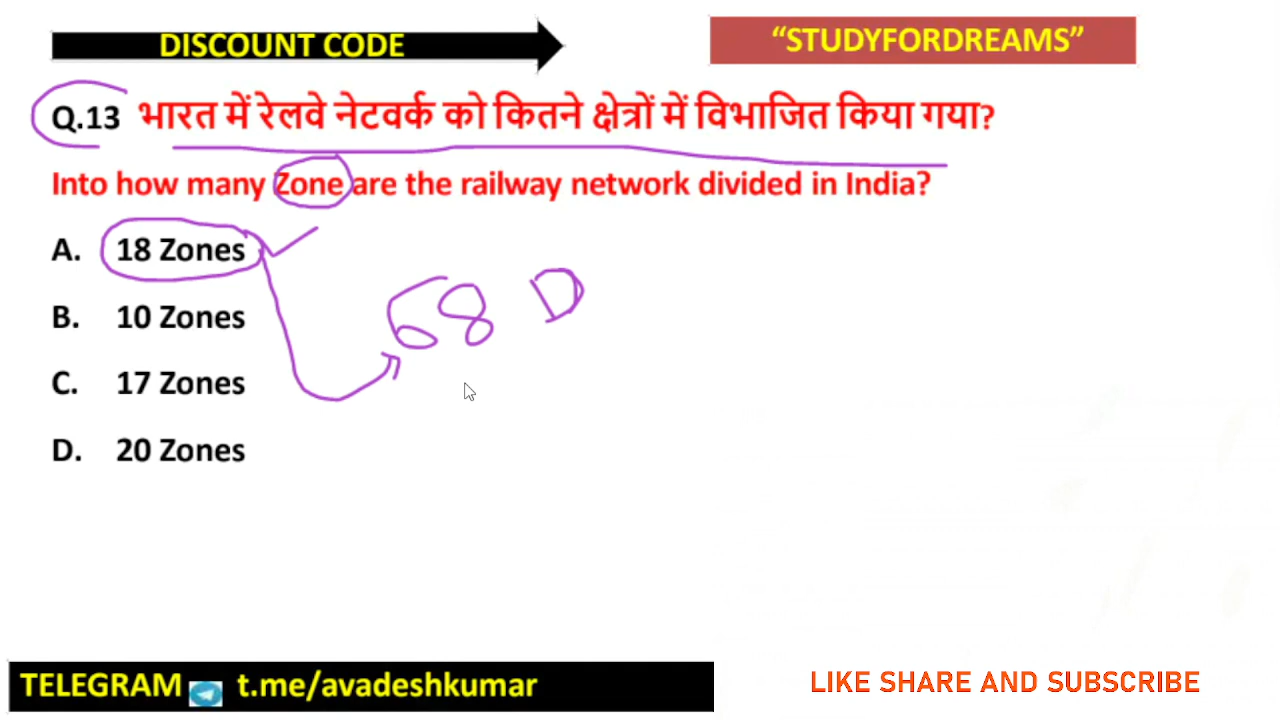 DISCOUNT CODE
“STUDYFORDREAMS”
Q.13 भारत में रेलवे नेटवर्क को कितने क्षेत्रों में विभाजित किया गया?
Into how many Zone are the railway network divided in India?
A. 18 Zones
68 D
B. 10 Zones
C. 17 Zones
D. 20 Zones
TELEGRAM t.me/avadeshkumar
LIKE SHARE AND SUBSCRIBE